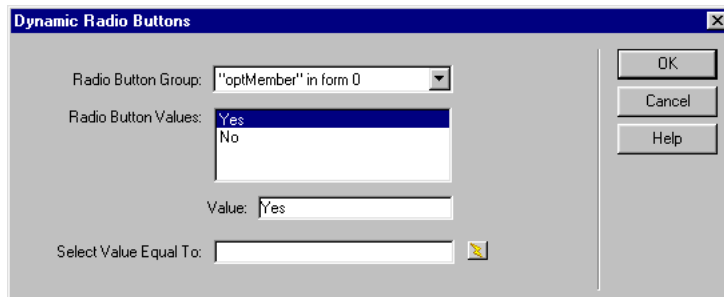 Dynamic Radio Buttons
Radio Button Group: "optMember" in form 0
Radio Button Values: Yes
No
Value: Yes
Select Value Equal To:
OK
Cancel
Help